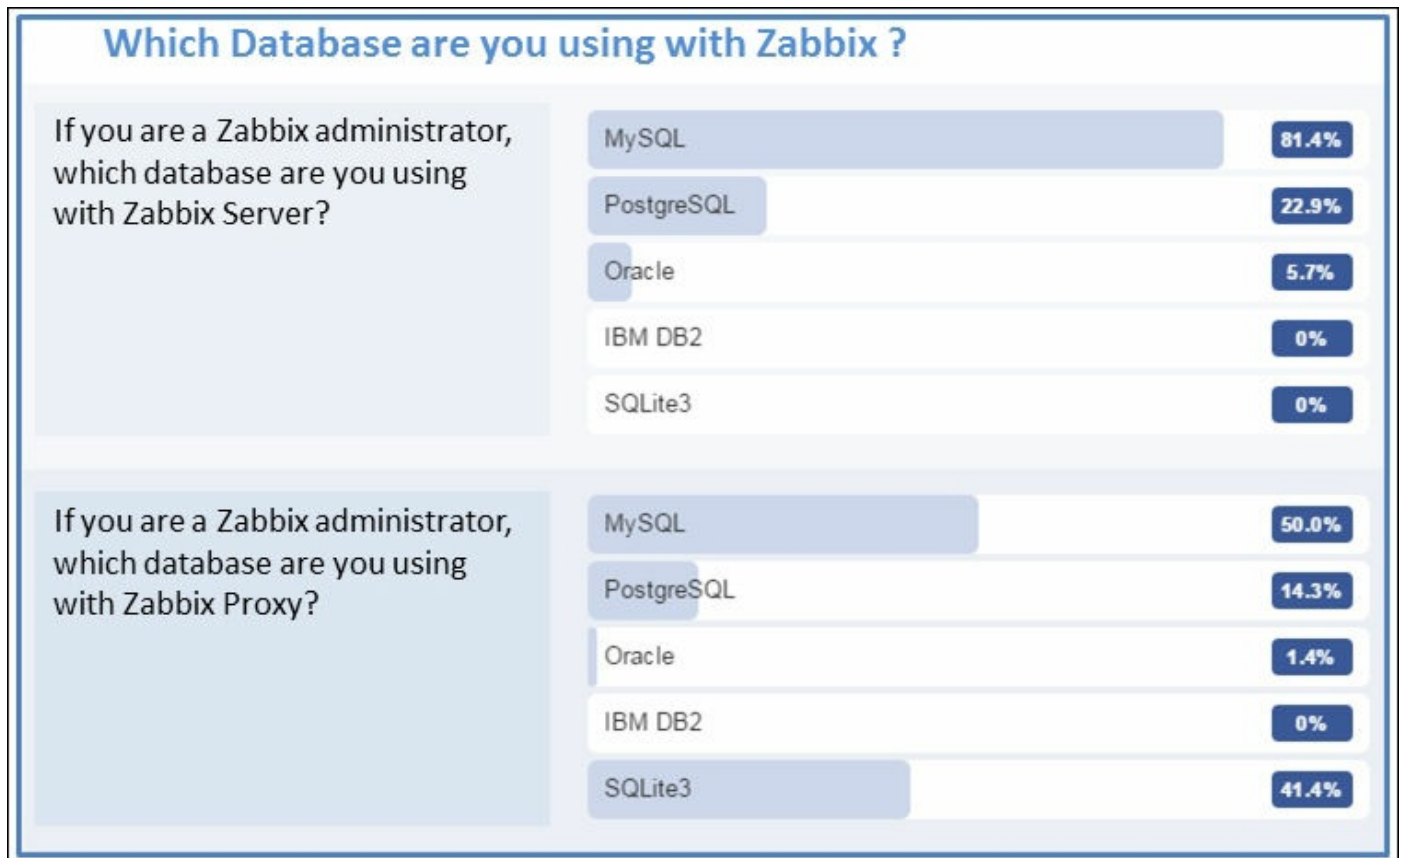 Which Database are you using with Zabbix ?
If you are a Zabbix administrator,
which database are you using
with Zabbix Server?
MySQL 81.4%
PostgreSQL 22.9%
Oracle 5.7%
IBM DB2 0%
SQLite3 0%
If you are a Zabbix administrator,
which database are you using
with Zabbix Proxy?
MySQL 50.0%
PostgreSQL 14.3%
Oracle 1.4%
IBM DB2 0%
SQLite3 41.4%